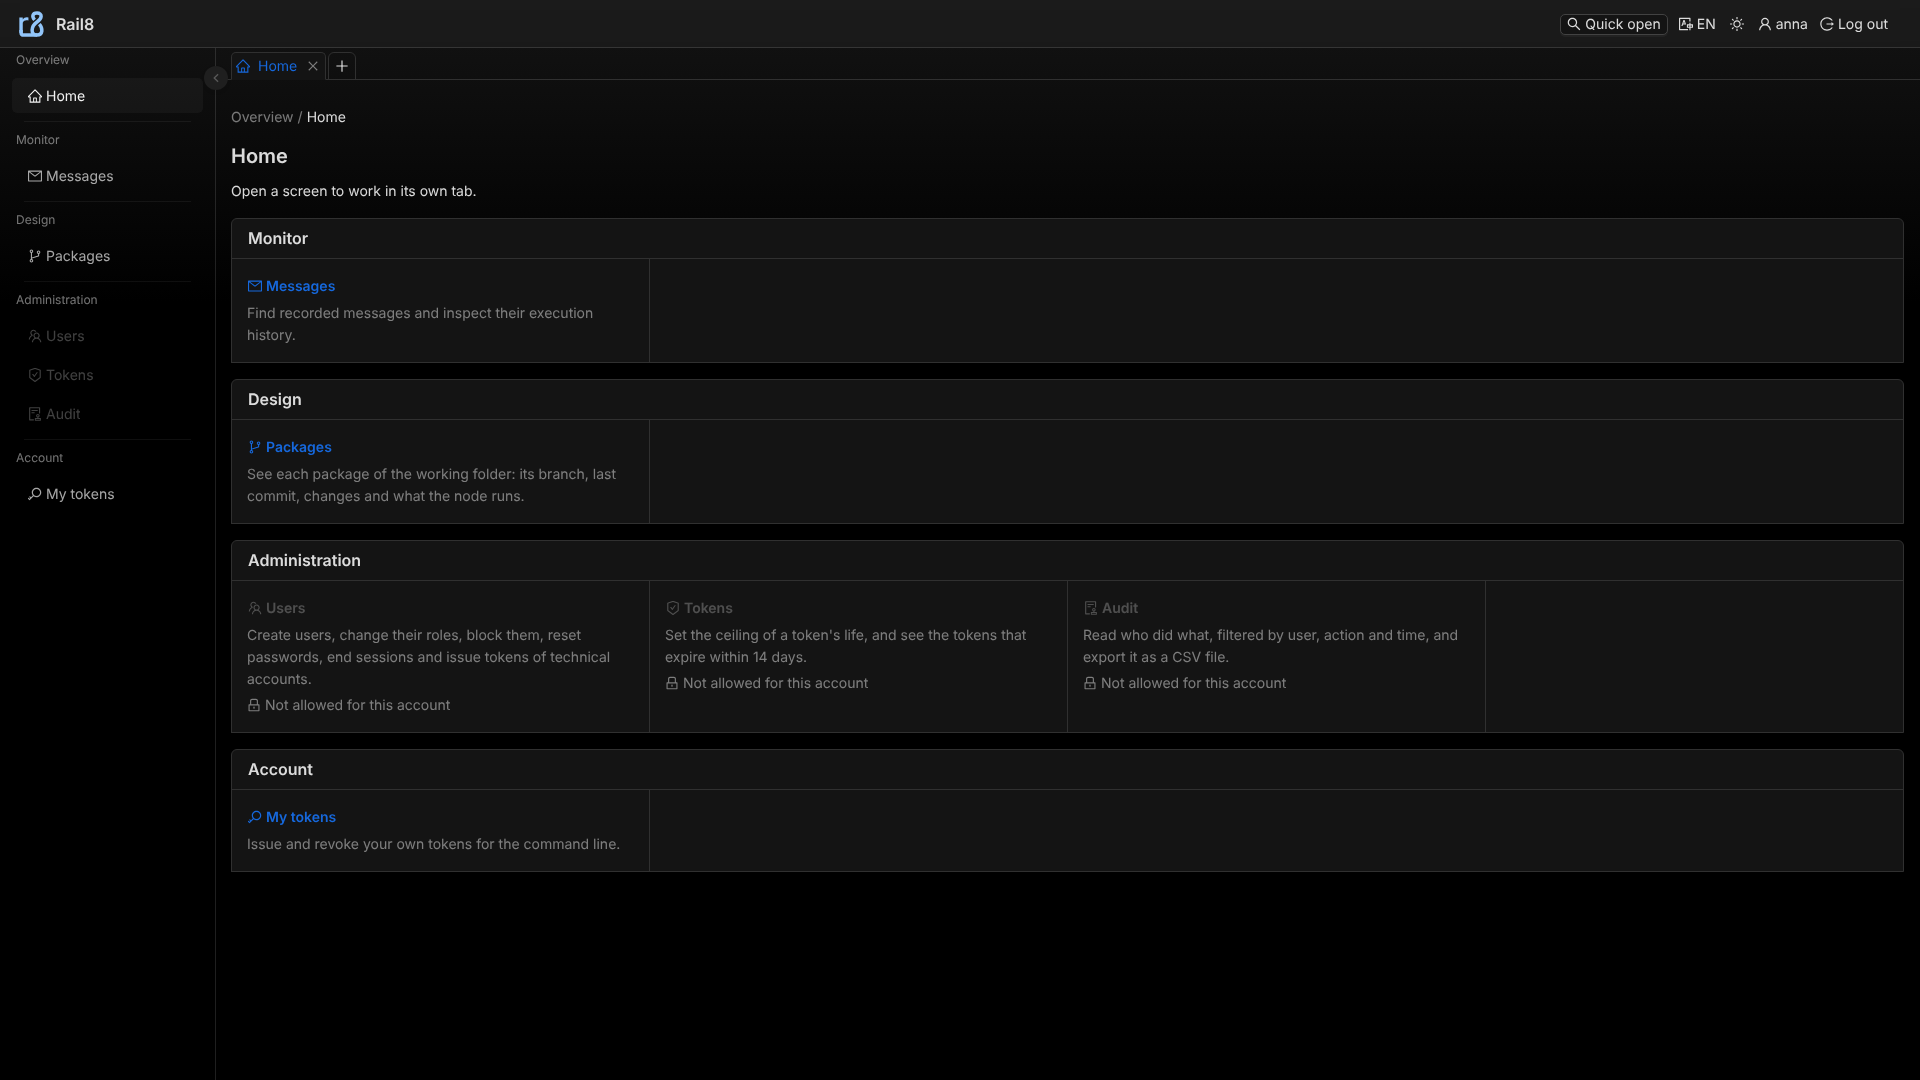 Rail8
Quick open
EN
anna
Log out
Overview
Home
Monitor
Messages
Design
Packages
Administration
Users
Tokens
Audit
Account
My tokens
Home
Overview / Home
Home
Open a screen to work in its own tab.
Monitor
Messages
Find recorded messages and inspect their execution
history.
Design
Packages
See each package of the working folder: its branch, last
commit, changes and what the node runs.
Administration
Users
Create users, change their roles, block them, reset
passwords, end sessions and issue tokens of technical
accounts.
Not allowed for this account
Tokens
Set the ceiling of a token's life, and see the tokens that
expire within 14 days.
Not allowed for this account
Audit
Read who did what, filtered by user, action and time, and
export it as a CSV file.
Not allowed for this account
Account
My tokens
Issue and revoke your own tokens for the command line.